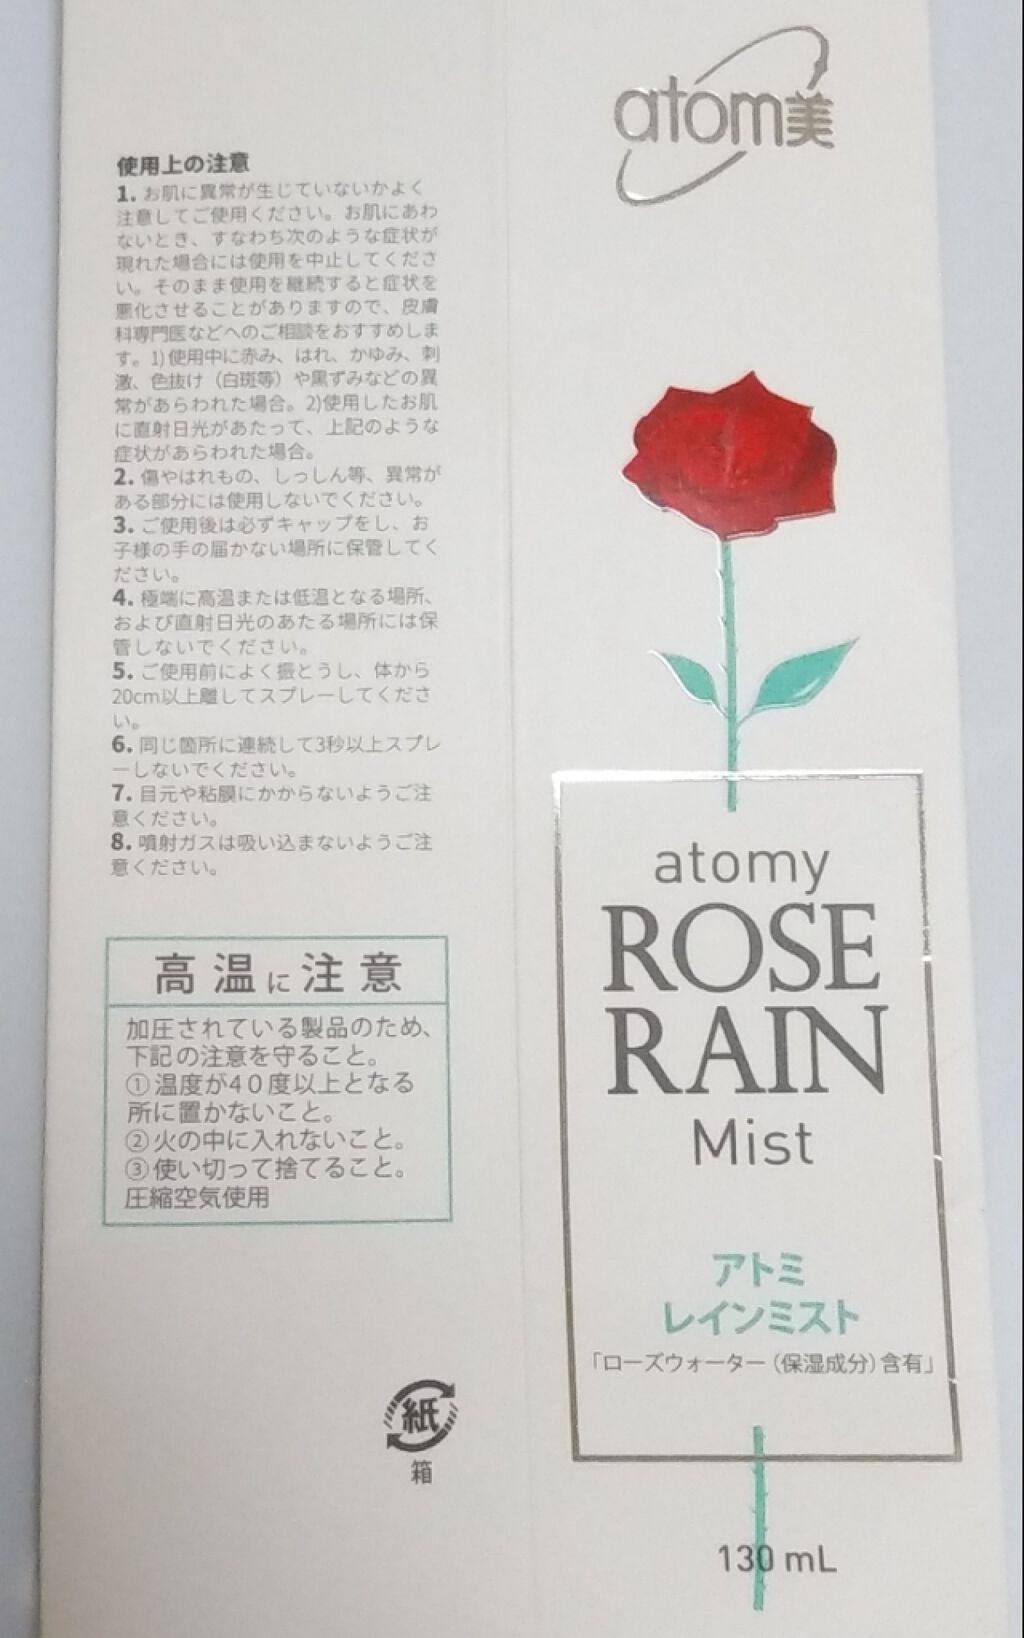 使用上の注意
1. お肌に異常が生じていないかよく
注意してご使用ください。お肌にあわ
ないとき、すなわち次のような症状が
現れた場合には使用を中止してくださ
い。そのまま使用を継続すると症状を
悪化させることがありますので、皮膚
科専門医などへのご相談をおすすめしま
す。1)使用中に赤み、はれ、かゆみ、刺
激、色抜け（白斑等）や黒ずみなどの異
常があらわれた場合。2)使用したお肌
に直射日光があたって、上記のような
症状があらわれた場合。
2. 傷やはれもの、しっしん等、異常が
ある部分には使用しないでください。
3. ご使用後は必ずキャップをし、お
子様の手の届かない場所に保管してく
ださい。
4. 極端に高温または低温となる場所、
および直射日光のあたる場所には保
管しないでください。
5. ご使用前によく振とうし、体から
20cm以上離してスプレーしてくださ
い。
6. 同じ箇所に連続して3秒以上スプレ
ーしないでください。
7. 目元や粘膜にかからないようご注
意ください。
8. 噴射ガスは吸い込まないようご注
意ください。
高温に注意
加圧されている製品のため、
下記の注意を守ること。
①温度が40度以上となる
所に置かないこと。
②火の中に入れないこと。
③使い切って捨てること。
圧縮空気使用
紙
箱
atom美
atomy
ROSE
RAIN
Mist
アトミ
レインミスト
「ローズウォーター（保湿成分）含有」
130 mL